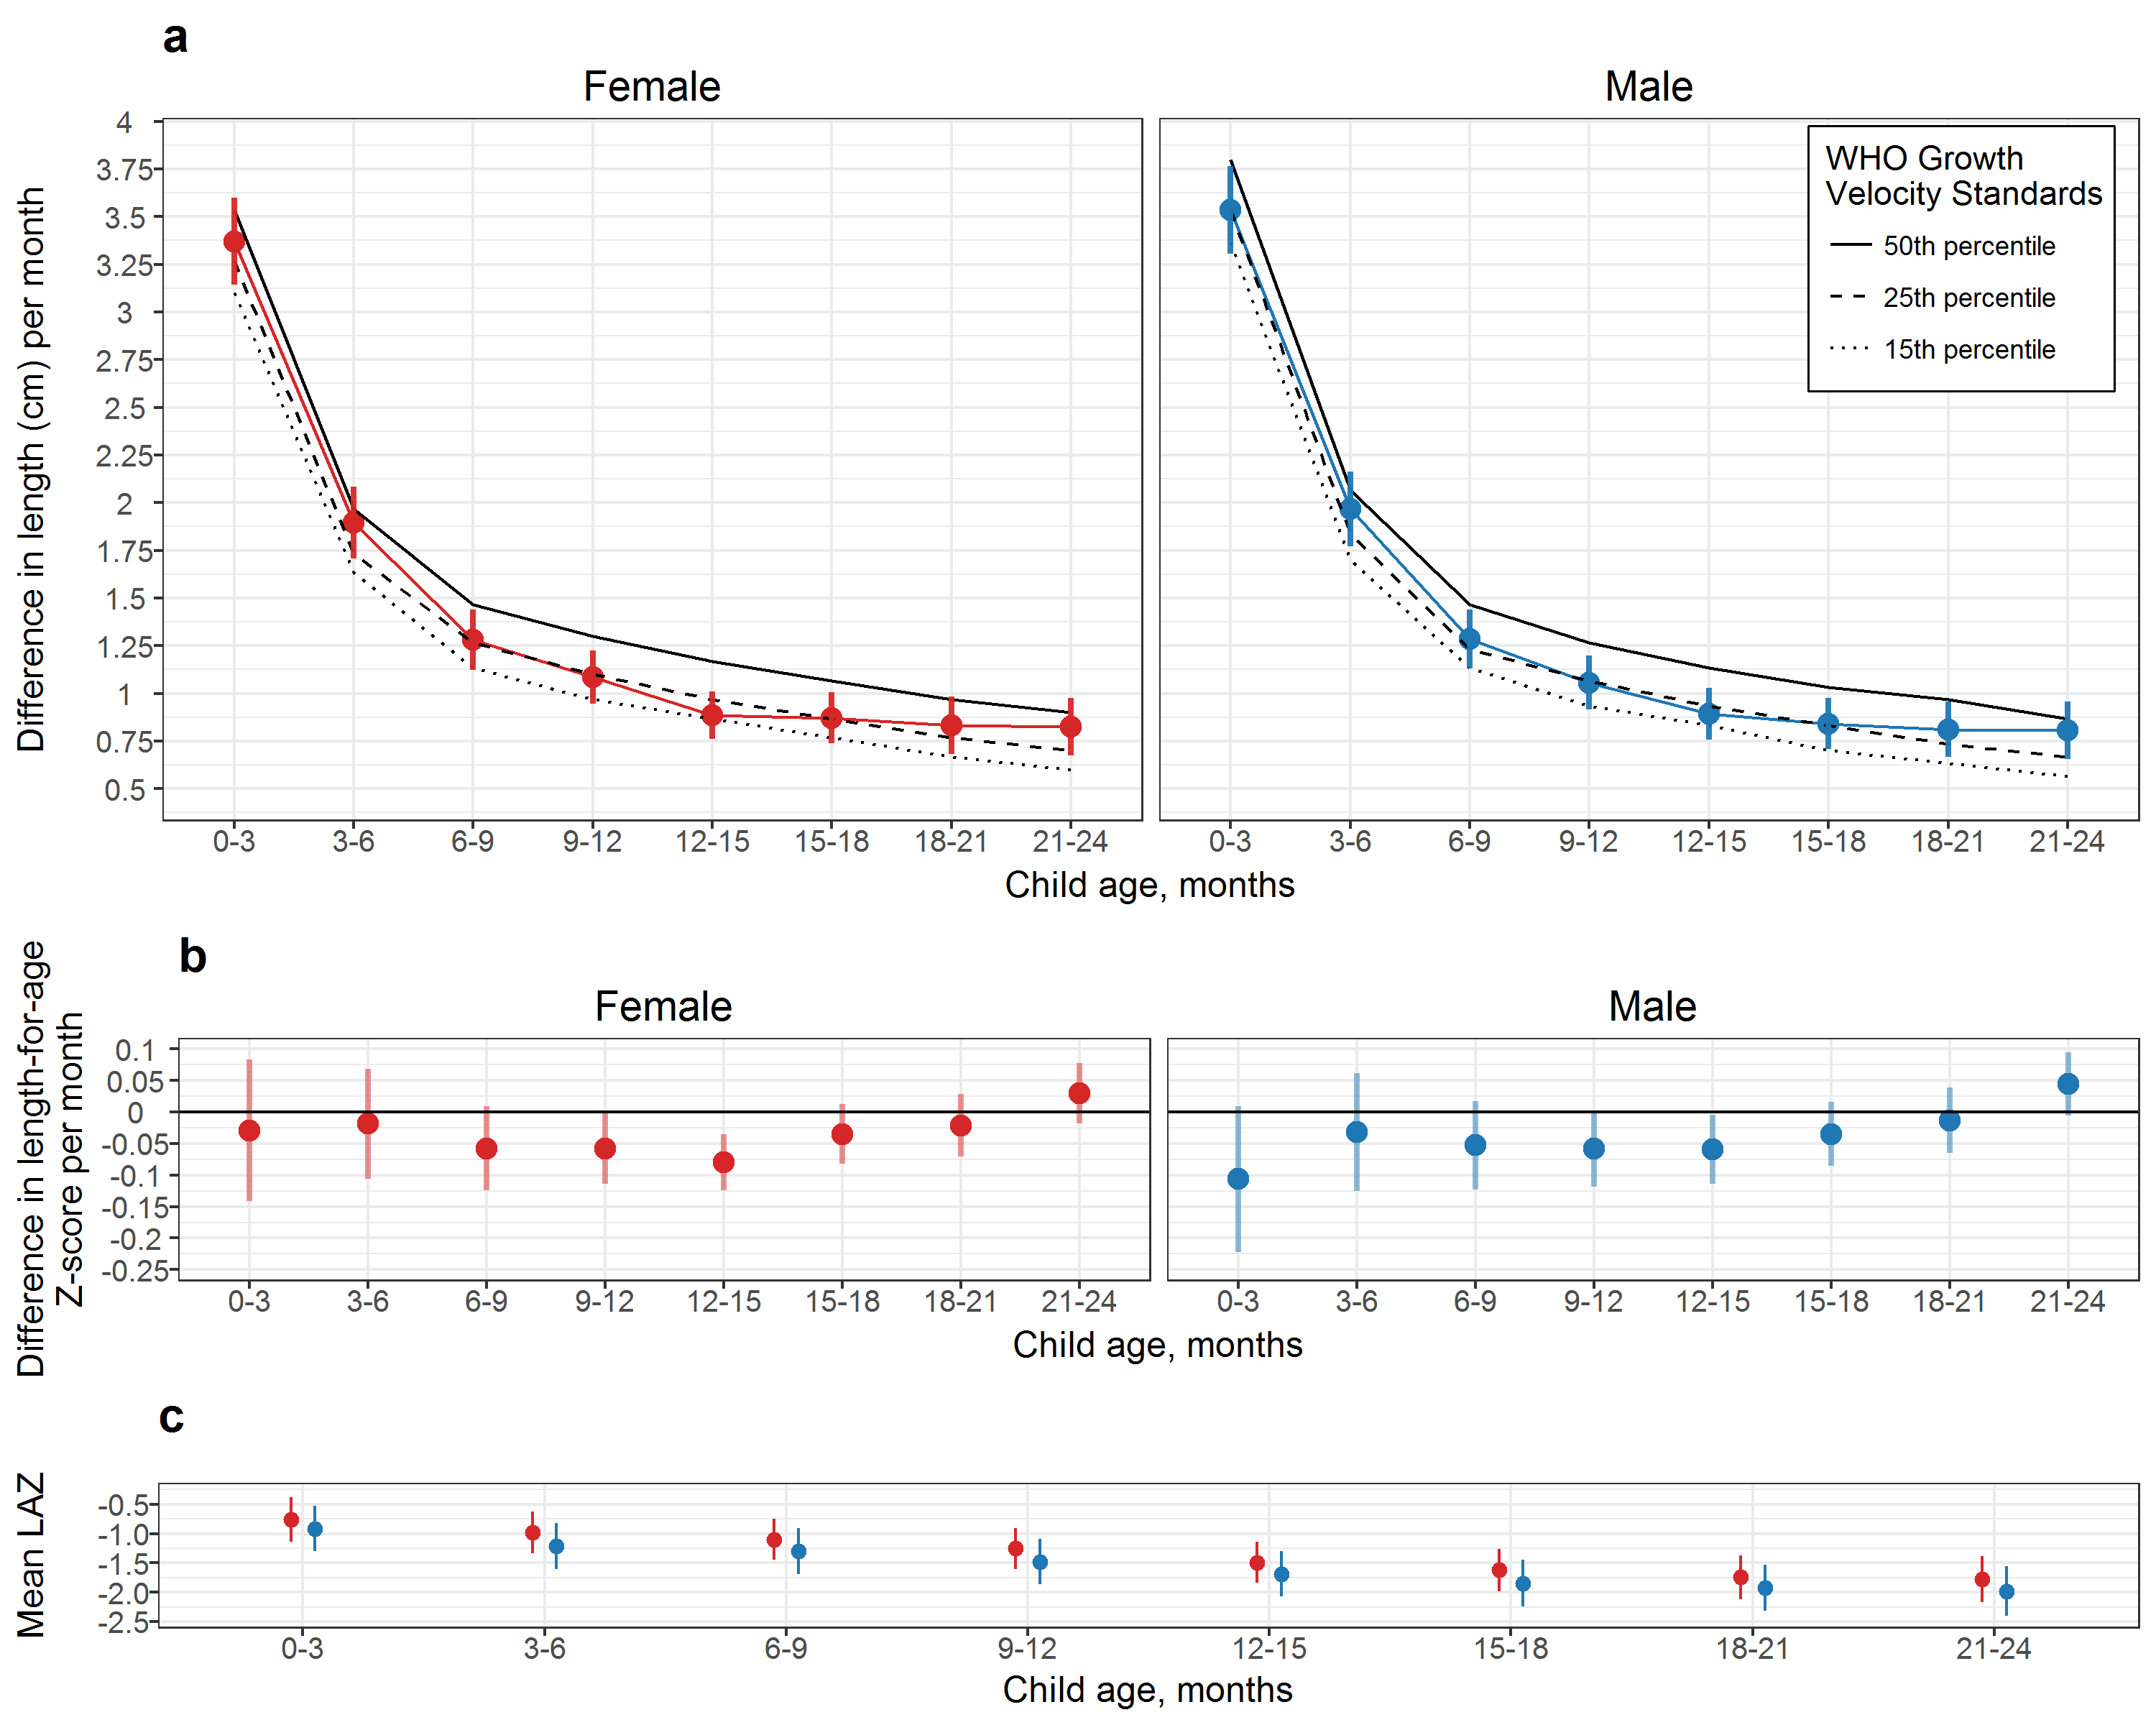 a
Female
Male
Difference in length (cm) per month
4
3.75
3.5
3.25
3
2.75
2.5
2.25
2
1.75
1.5
1.25
1
0.75
0.5
WHO Growth
Velocity Standards
50th percentile
25th percentile
15th percentile
0-3 3-6 6-9 9-12 12-15 15-18 18-21 21-24
0-3 3-6 6-9 9-12 12-15 15-18 18-21 21-24
Child age, months
b
Female
Male
Difference in length-for-age
Z-score per month
0.1
0.05
0
-0.05
-0.1
-0.15
-0.2
-0.25
0-3 3-6 6-9 9-12 12-15 15-18 18-21 21-24
0-3 3-6 6-9 9-12 12-15 15-18 18-21 21-24
Child age, months
c
Mean LAZ
-0.5
-1.0
-1.5
-2.0
-2.5
0-3 3-6 6-9 9-12 12-15 15-18 18-21 21-24
Child age, months